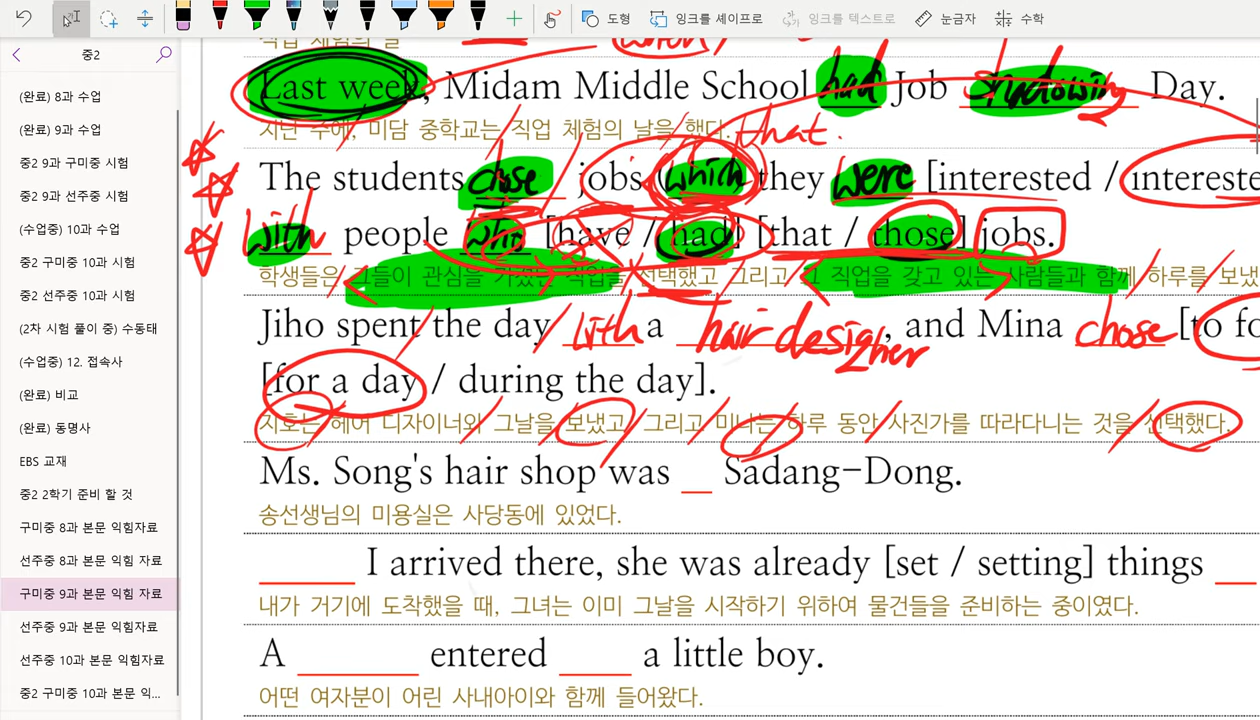 도형
잉크를 셰이프로
잉크를 텍스트로
눈금자
수학
중2
(완료) 8과 수업
(완료) 9과 수업
중2 9과 구미중 시험
중2 9과 선주중 시험
(수업중) 10과 수업
중2 구미중 10과 시험
중2 선주중 10과 시험
(2차 시험 풀이 중) 수동태
(수업중) 12. 접속사
(완료) 비교
(완료) 동명사
EBS 교재
중2 2학기 준비 할 것
구미중 8과 본문 익힘자료
선주중 8과 본문 익힘 자료
구미중 9과 본문 익힘 자료
선주중 9과 본문 익힘자료
선주중 10과 본문 익힘자료
중2 구미중 10과 본문 익...
직업 체험의 날
Last week, Midam Middle School had Job shadowing Day.
지난 주에, 미담 중학교는 직업 체험의 날을 했다.
that.
The students chose jobs which they were [interested / intereste
with people who [have / had] [that / those] jobs.
학생들은 그들이 관심을 가졌는 직업을 선택했고 그리고 그 직업을 갖고 있는 사람들과 함께 하루를 보냈
Jiho spent the day with a hair designer, and Mina chose [to fo
[for a day / during the day].
지호는 헤어 디자이너와 그날을 보냈고 그리고 미나는 하루 동안 사진가를 따라다니는 것을 선택했다.
Ms. Song's hair shop was __ Sadang-Dong.
송선생님의 미용실은 사당동에 있었다.
______ I arrived there, she was already [set / setting] things __
내가 거기에 도착했을 때, 그녀는 이미 그날을 시작하기 위하여 물건들을 준비하는 중이였다.
A ________ entered _____ a little boy.
어떤 여자분이 어린 사내아이와 함께 들어왔다.